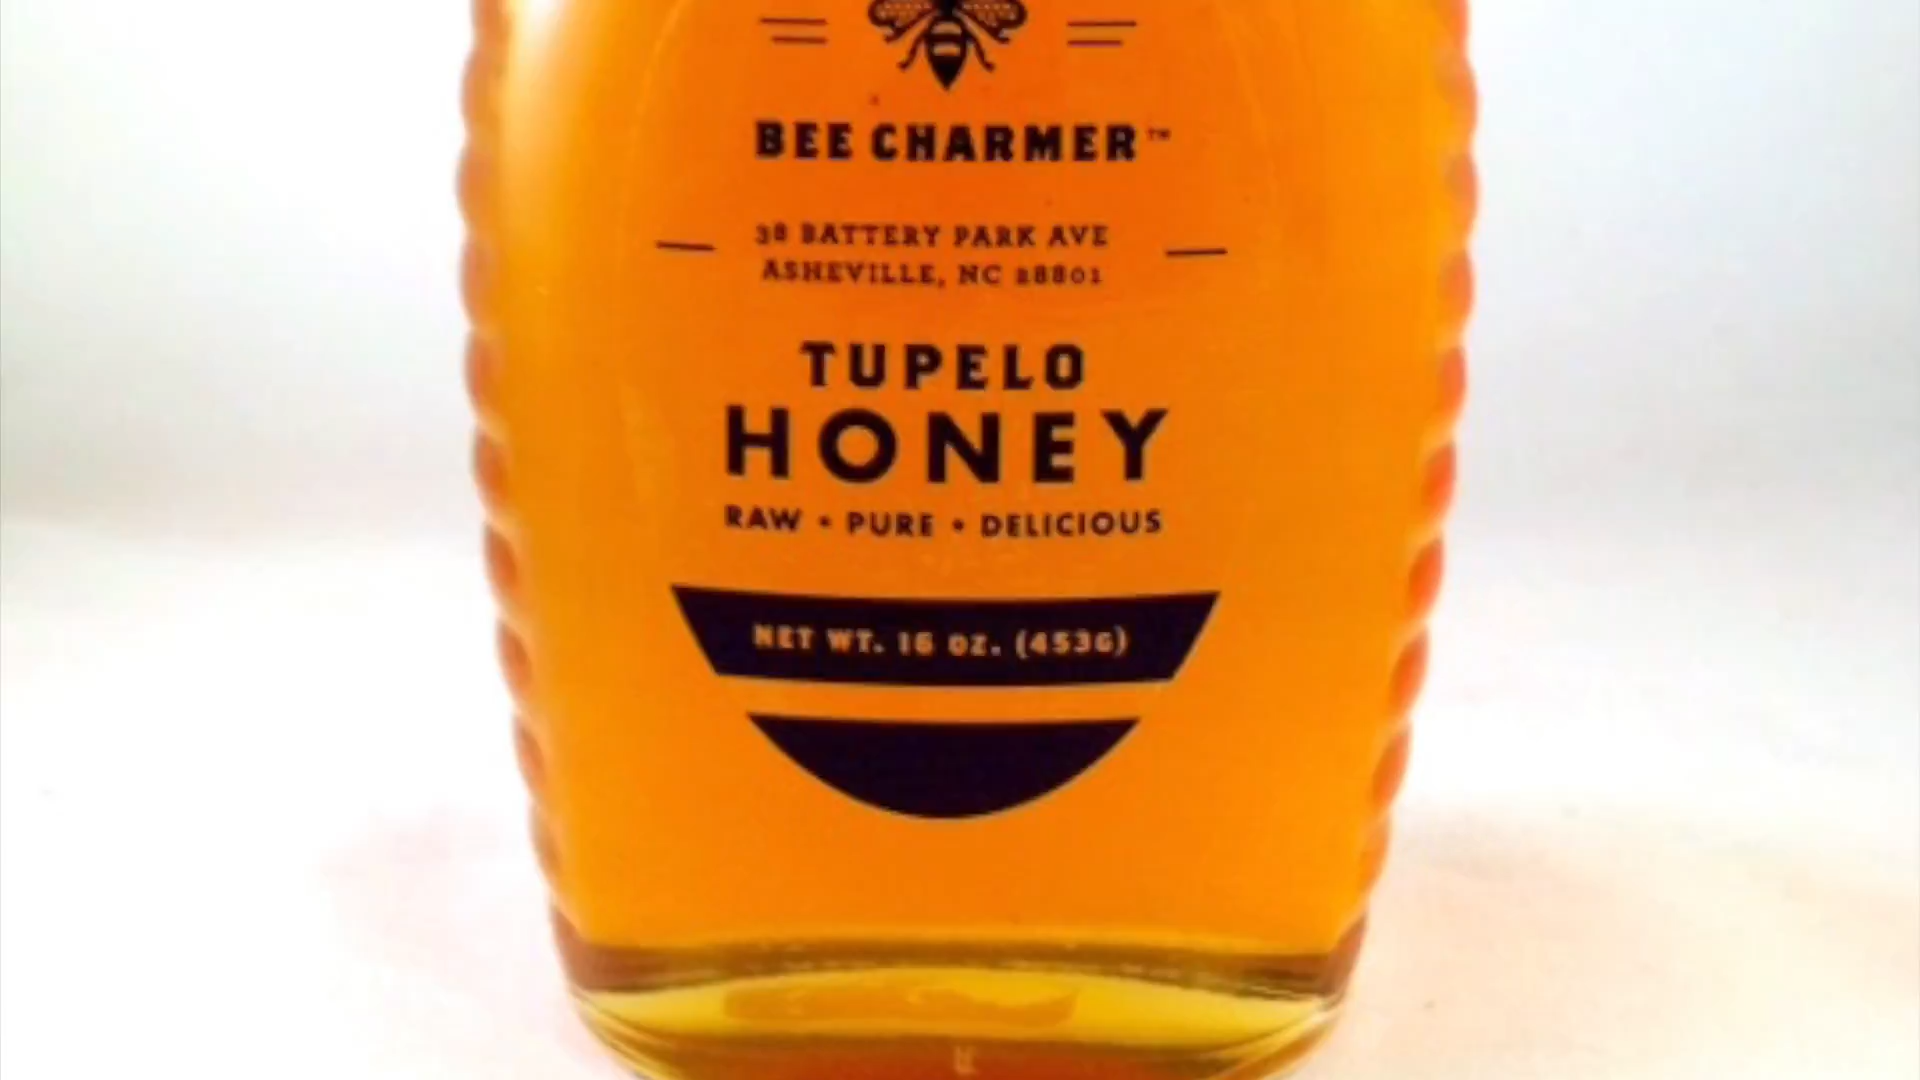 BEE CHARMER™
38 BATTERY PARK AVE
ASHEVILLE, NC 28801
TUPELO
HONEY
RAW • PURE • DELICIOUS
NET WT. 16 OZ. (453G)